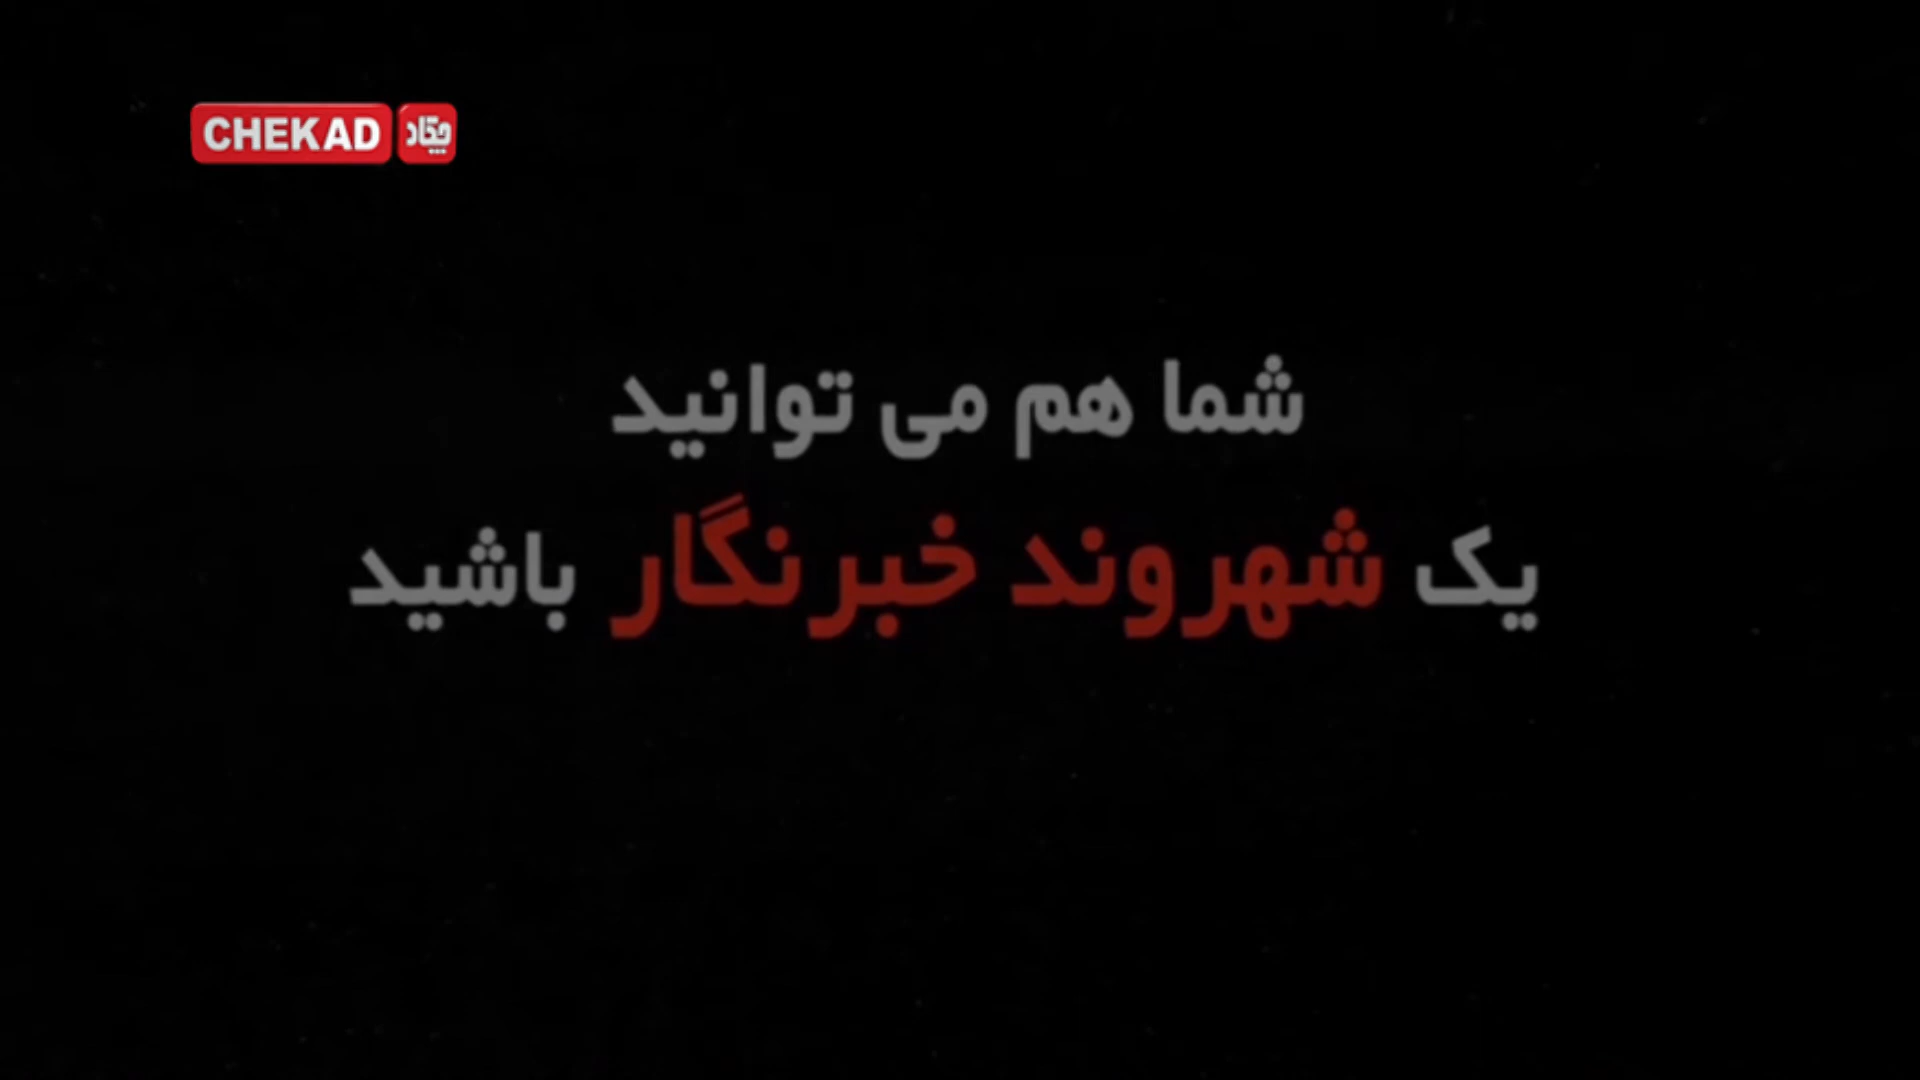 CHEKAD چکاد
شما هم می توانید
یک شهروند خبرنگار باشید